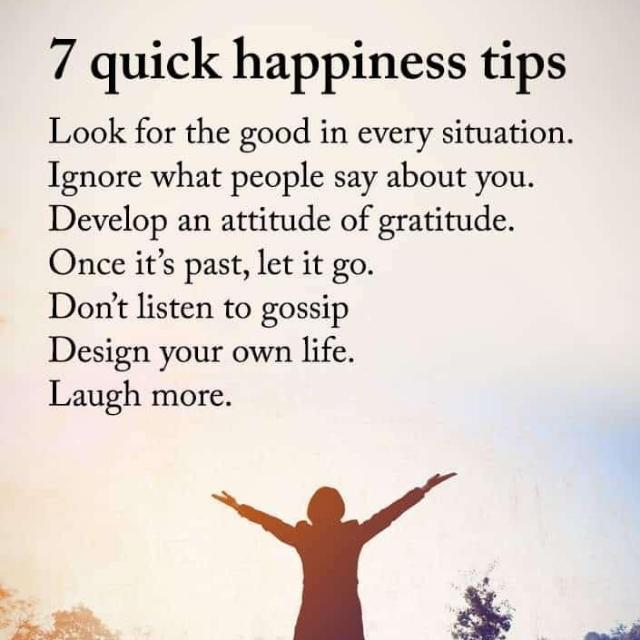 7 quick happiness tips
Look for the good in every situation.
Ignore what people say about you.
Develop an attitude of gratitude.
Once it’s past, let it go.
Don’t listen to gossip
Design your own life.
Laugh more.